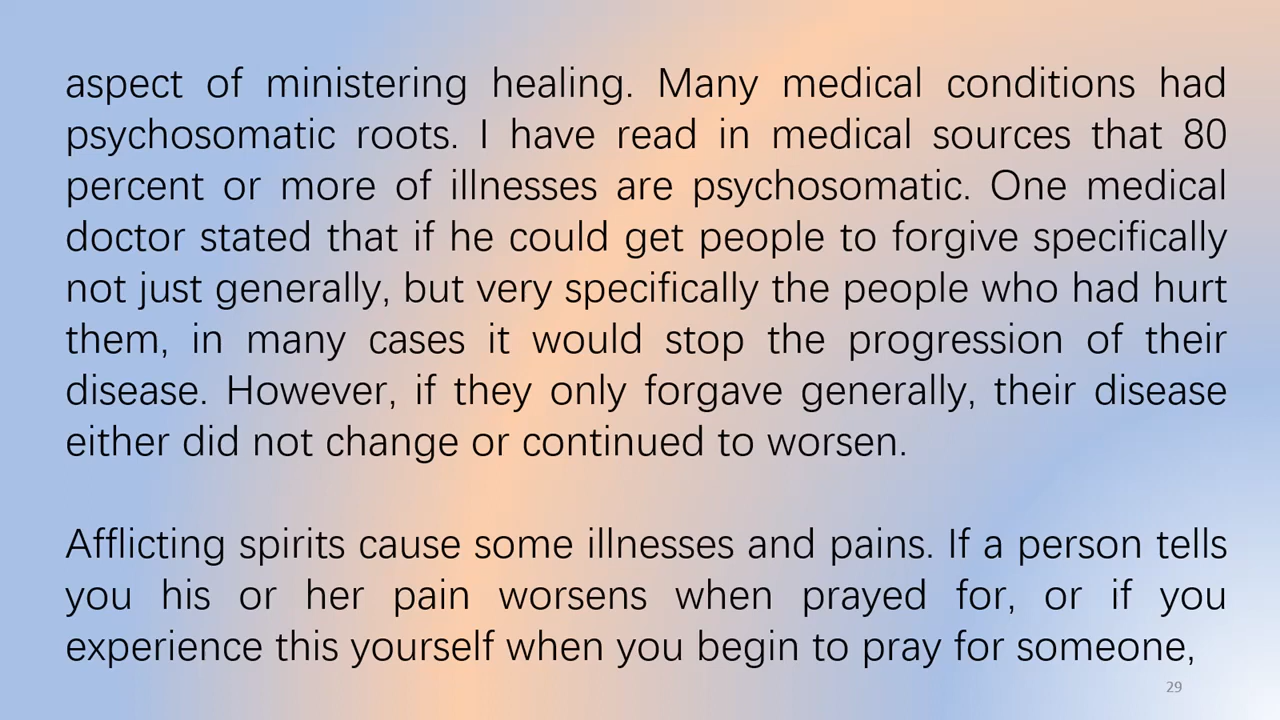 aspect of ministering healing. Many medical conditions had
psychosomatic roots. I have read in medical sources that 80
percent or more of illnesses are psychosomatic. One medical
doctor stated that if he could get people to forgive specifically
not just generally, but very specifically the people who had hurt
them, in many cases it would stop the progression of their
disease. However, if they only forgave generally, their disease
either did not change or continued to worsen.
Afflicting spirits cause some illnesses and pains. If a person tells
you his or her pain worsens when prayed for, or if you
experience this yourself when you begin to pray for someone,
29